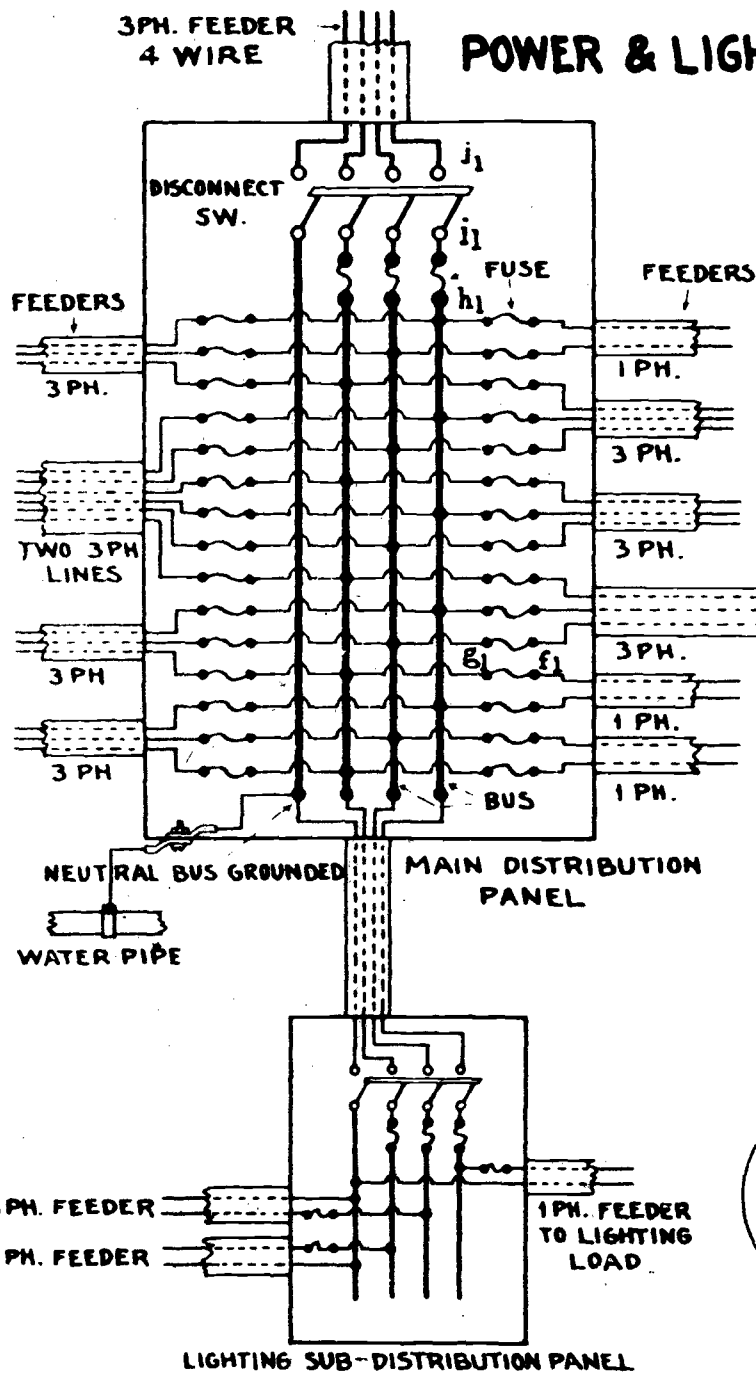 3PH. FEEDER
4 WIRE
POWER & LIGH
j1
DISCONNECT
SW.
i1
FUSE
h1
FEEDERS
FEEDERS
3 PH.
1 PH.
3 PH.
TWO 3 PH
LINES
3 PH.
3 PH
3 PH.
g1 f1
1 PH.
3 PH
1 PH.
BUS
NEUTRAL BUS GROUNDED
MAIN DISTRIBUTION
PANEL
WATER PIPE
PH. FEEDER
PH. FEEDER
1 PH. FEEDER
TO LIGHTING
LOAD
LIGHTING SUB-DISTRIBUTION PANEL